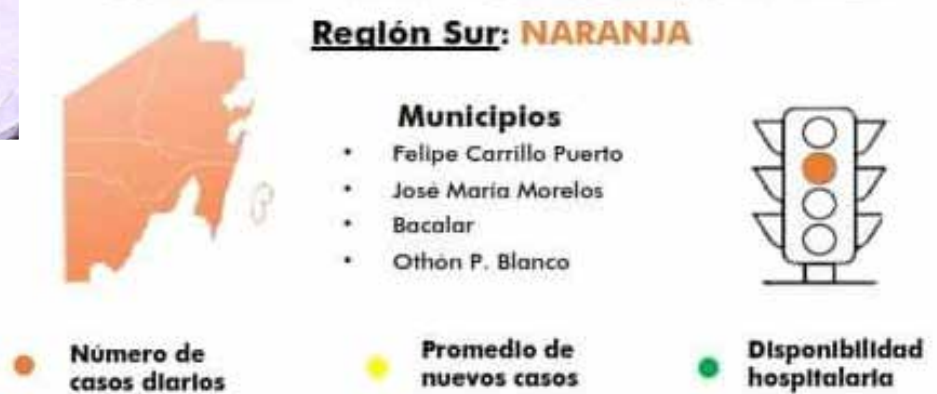 Región Sur: NARANJA
Municipios
• Felipe Carrillo Puerto
• José María Morelos
• Bacalar
• Othón P. Blanco
Número de
casos diarios
Promedio de
nuevos casos
Disponibilidad
hospitalaria